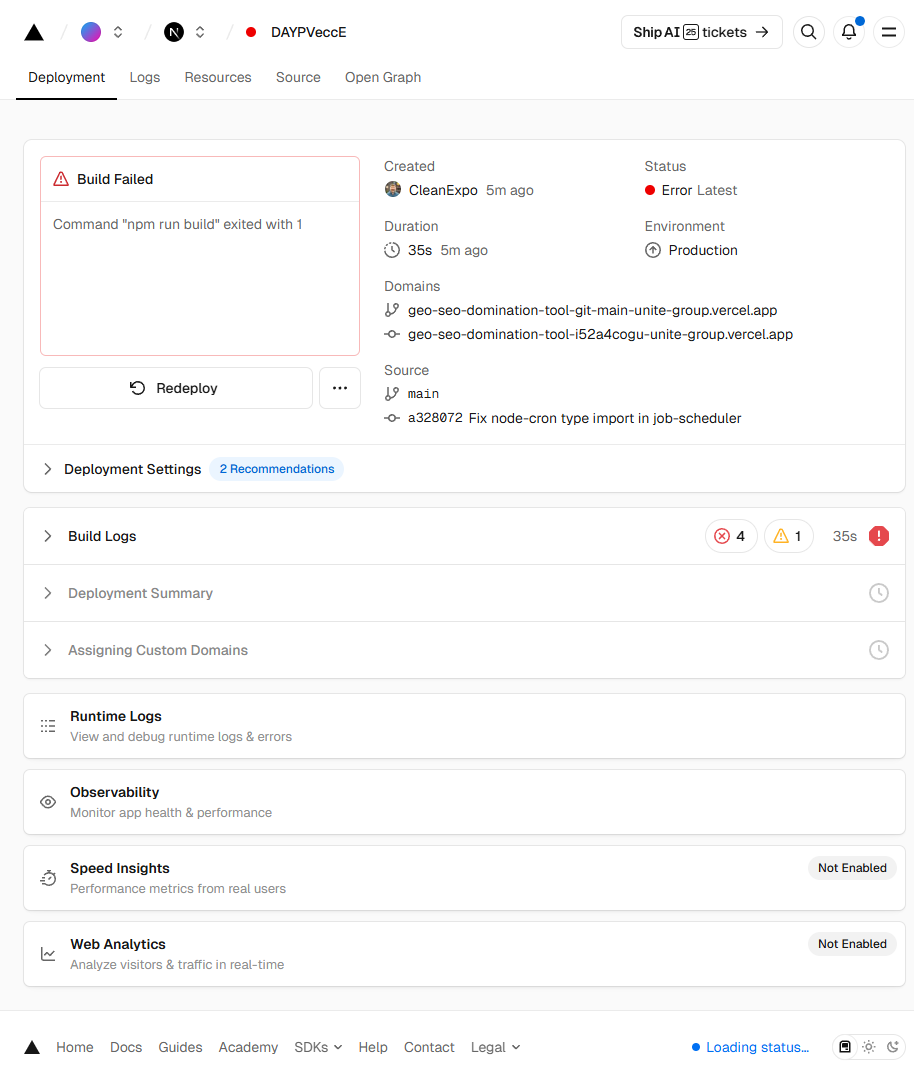 DAYPVeccE
Ship AI 25 tickets →
Deployment Logs Resources Source Open Graph
Build Failed
Command "npm run build" exited with 1
Redeploy
Created
CleanExpo 5m ago
Status
Error Latest
Duration
35s 5m ago
Environment
Production
Domains
geo-seo-domination-tool-git-main-unite-group.vercel.app
geo-seo-domination-tool-i52a4cogu-unite-group.vercel.app
Source
main
a328072 Fix node-cron type import in job-scheduler
Deployment Settings 2 Recommendations
Build Logs 4 1 35s
Deployment Summary
Assigning Custom Domains
Runtime Logs
View and debug runtime logs & errors
Observability
Monitor app health & performance
Speed Insights Not Enabled
Performance metrics from real users
Web Analytics Not Enabled
Analyze visitors & traffic in real-time
Home Docs Guides Academy SDKs Help Contact Legal Loading status...